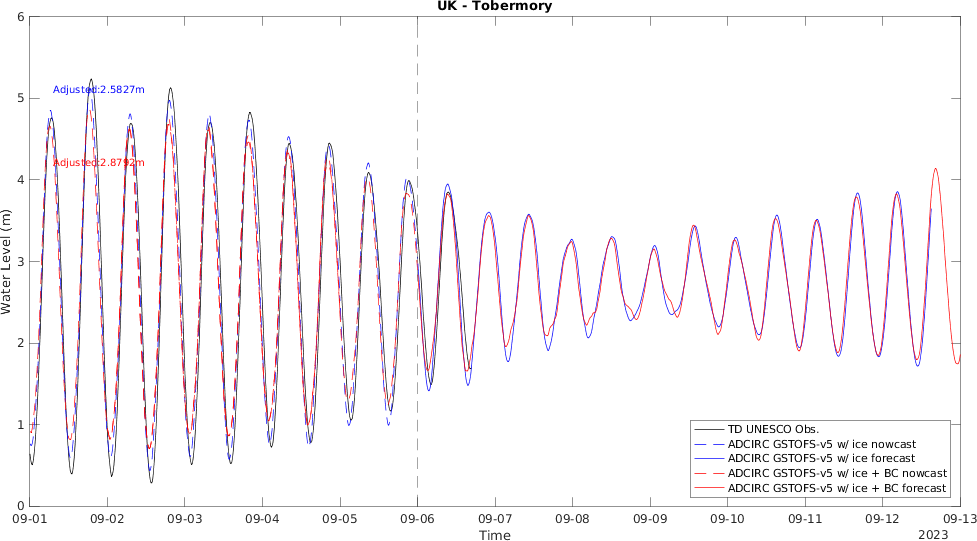 UK - Tobermory
6
5
4
3
2
1
0
Water Level (m)
Adjusted:2.5827m
Adjusted:2.8792m
TD UNESCO Obs.
ADCIRC GSTOFS-v5 w/ ice nowcast
ADCIRC GSTOFS-v5 w/ ice forecast
ADCIRC GSTOFS-v5 w/ ice + BC nowcast
ADCIRC GSTOFS-v5 w/ ice + BC forecast
09-01 09-02 09-03 09-04 09-05 09-06 09-07 09-08 09-09 09-10 09-11 09-12 09-13
Time
2023